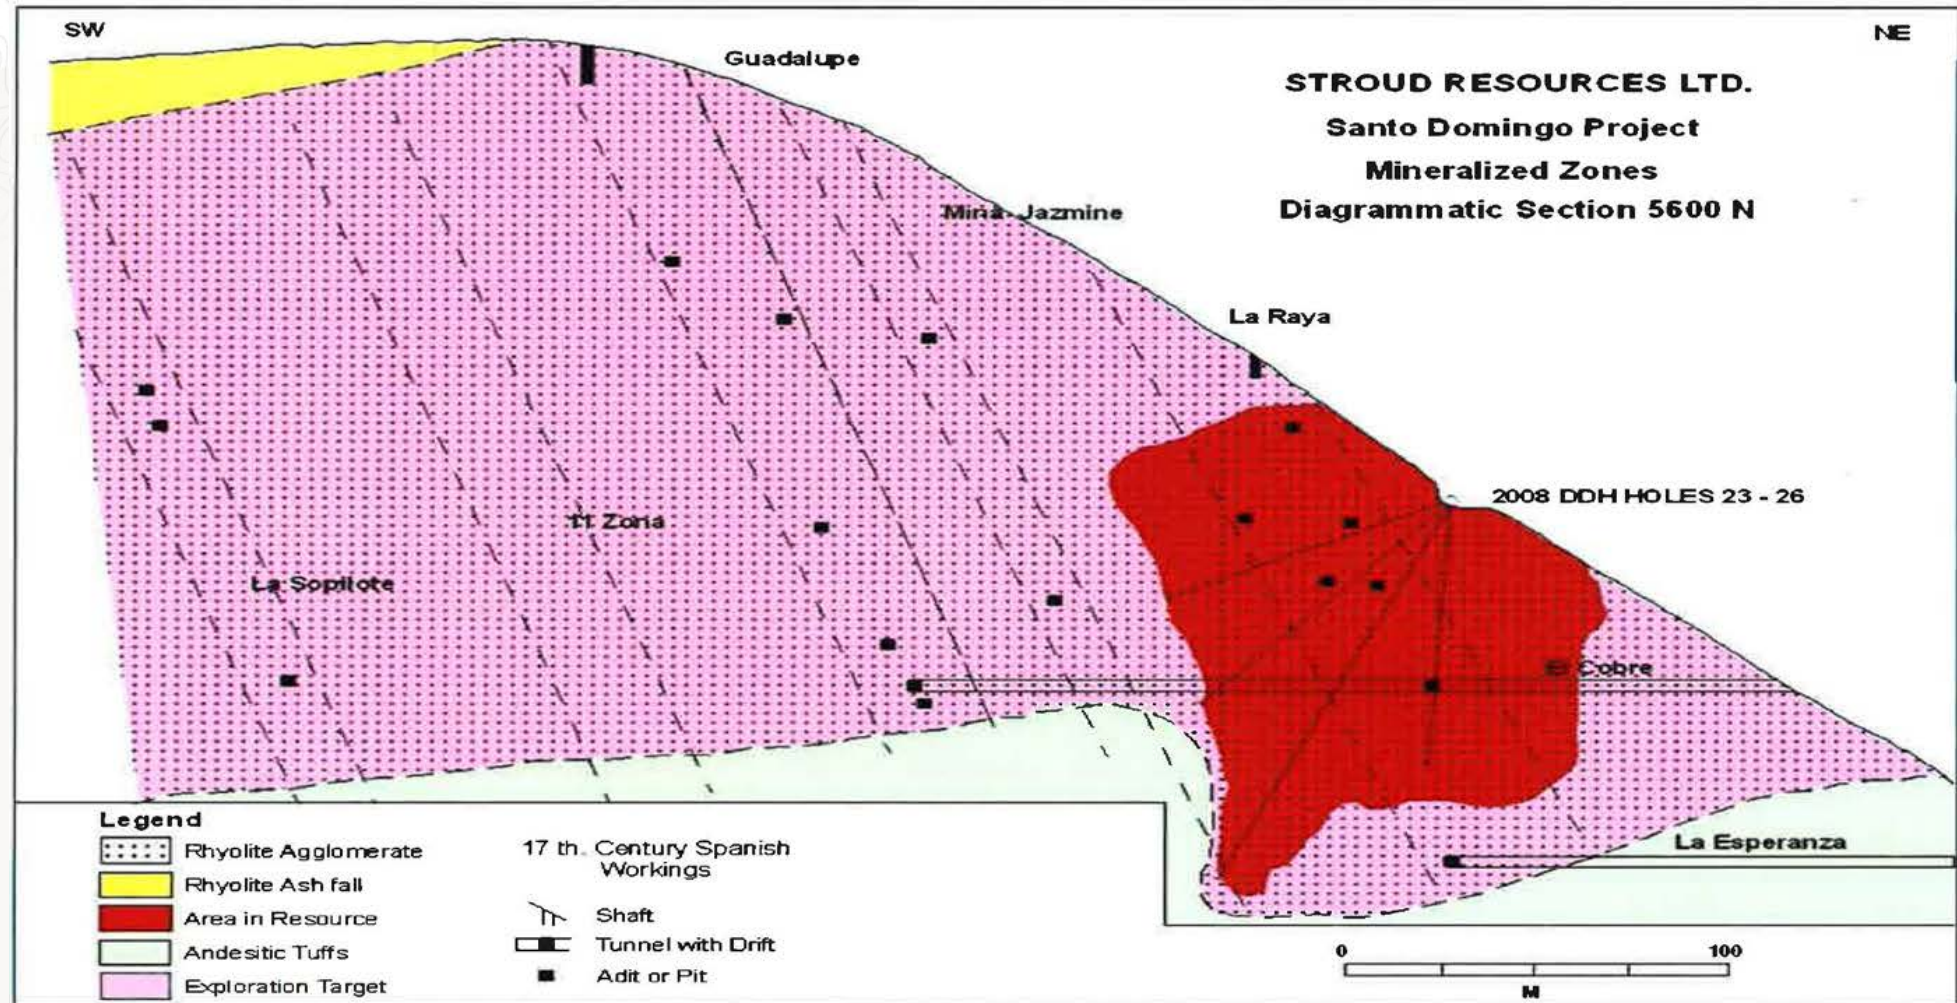 SW
NE
Guadalupe
STROUD RESOURCES LTD.
Santo Domingo Project
Mineralized Zones
Diagrammatic Section 5600 N
Mina Jazmine
La Raya
2008 DDH HOLES 23 - 26
11 Zona
La Sopilote
El Cobre
La Esperanza
Legend
Rhyolite Agglomerate
Rhyolite Ash fall
Area in Resource
Andesitic Tuffs
Exploration Target
17 th. Century Spanish
Workings
Shaft
Tunnel with Drift
Adit or Pit
0 100
M